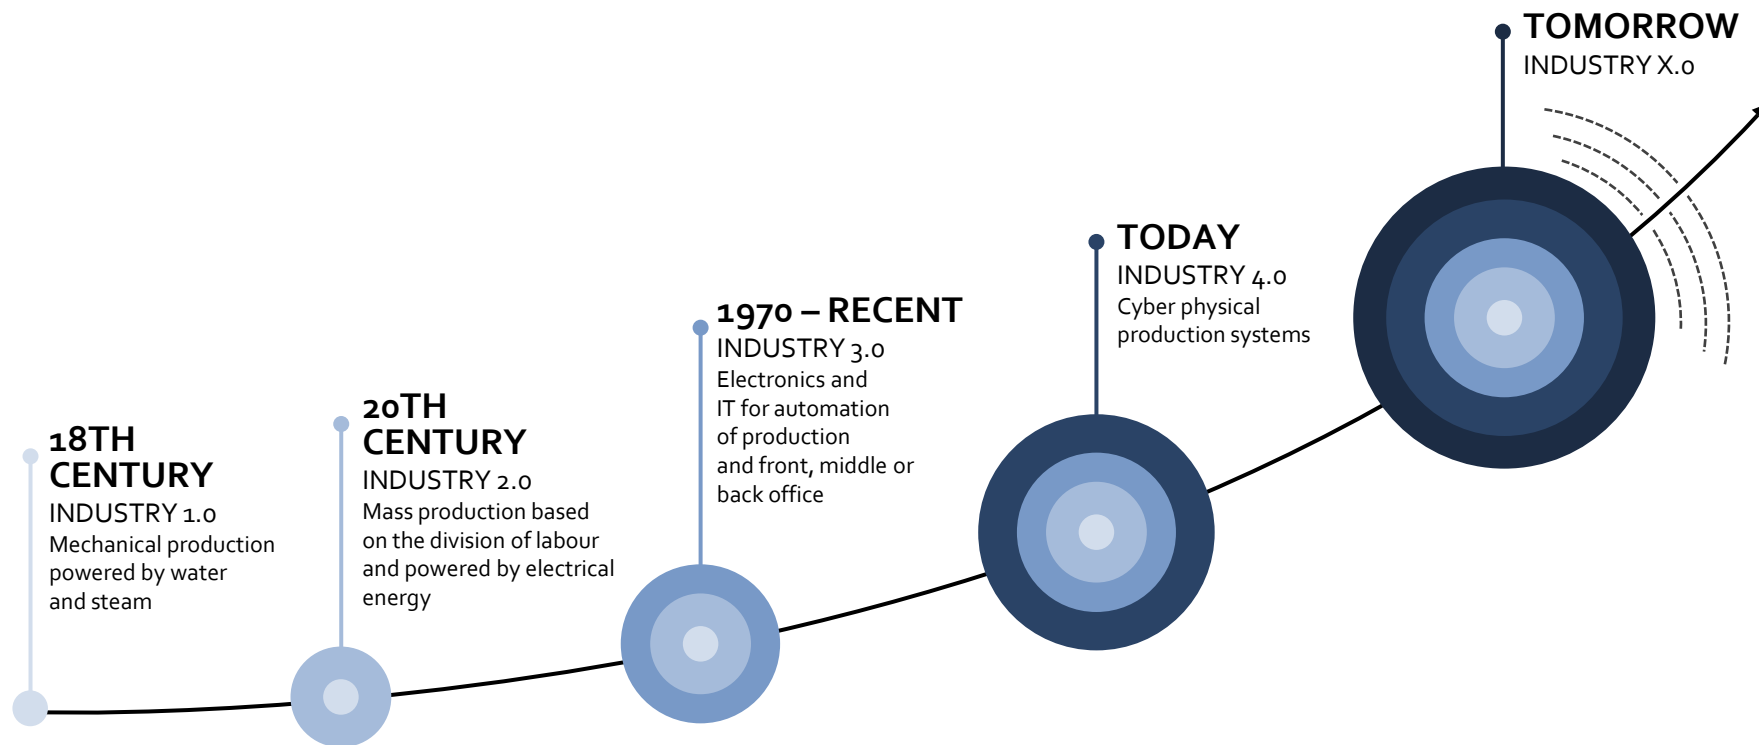 18TH
CENTURY
INDUSTRY 1.0
Mechanical production
powered by water
and steam
20TH
CENTURY
INDUSTRY 2.0
Mass production based
on the division of labour
and powered by electrical
energy
1970 – RECENT
INDUSTRY 3.0
Electronics and
IT for automation
of production
and front, middle or
back office
TODAY
INDUSTRY 4.0
Cyber physical
production systems
TOMORROW
INDUSTRY X.0